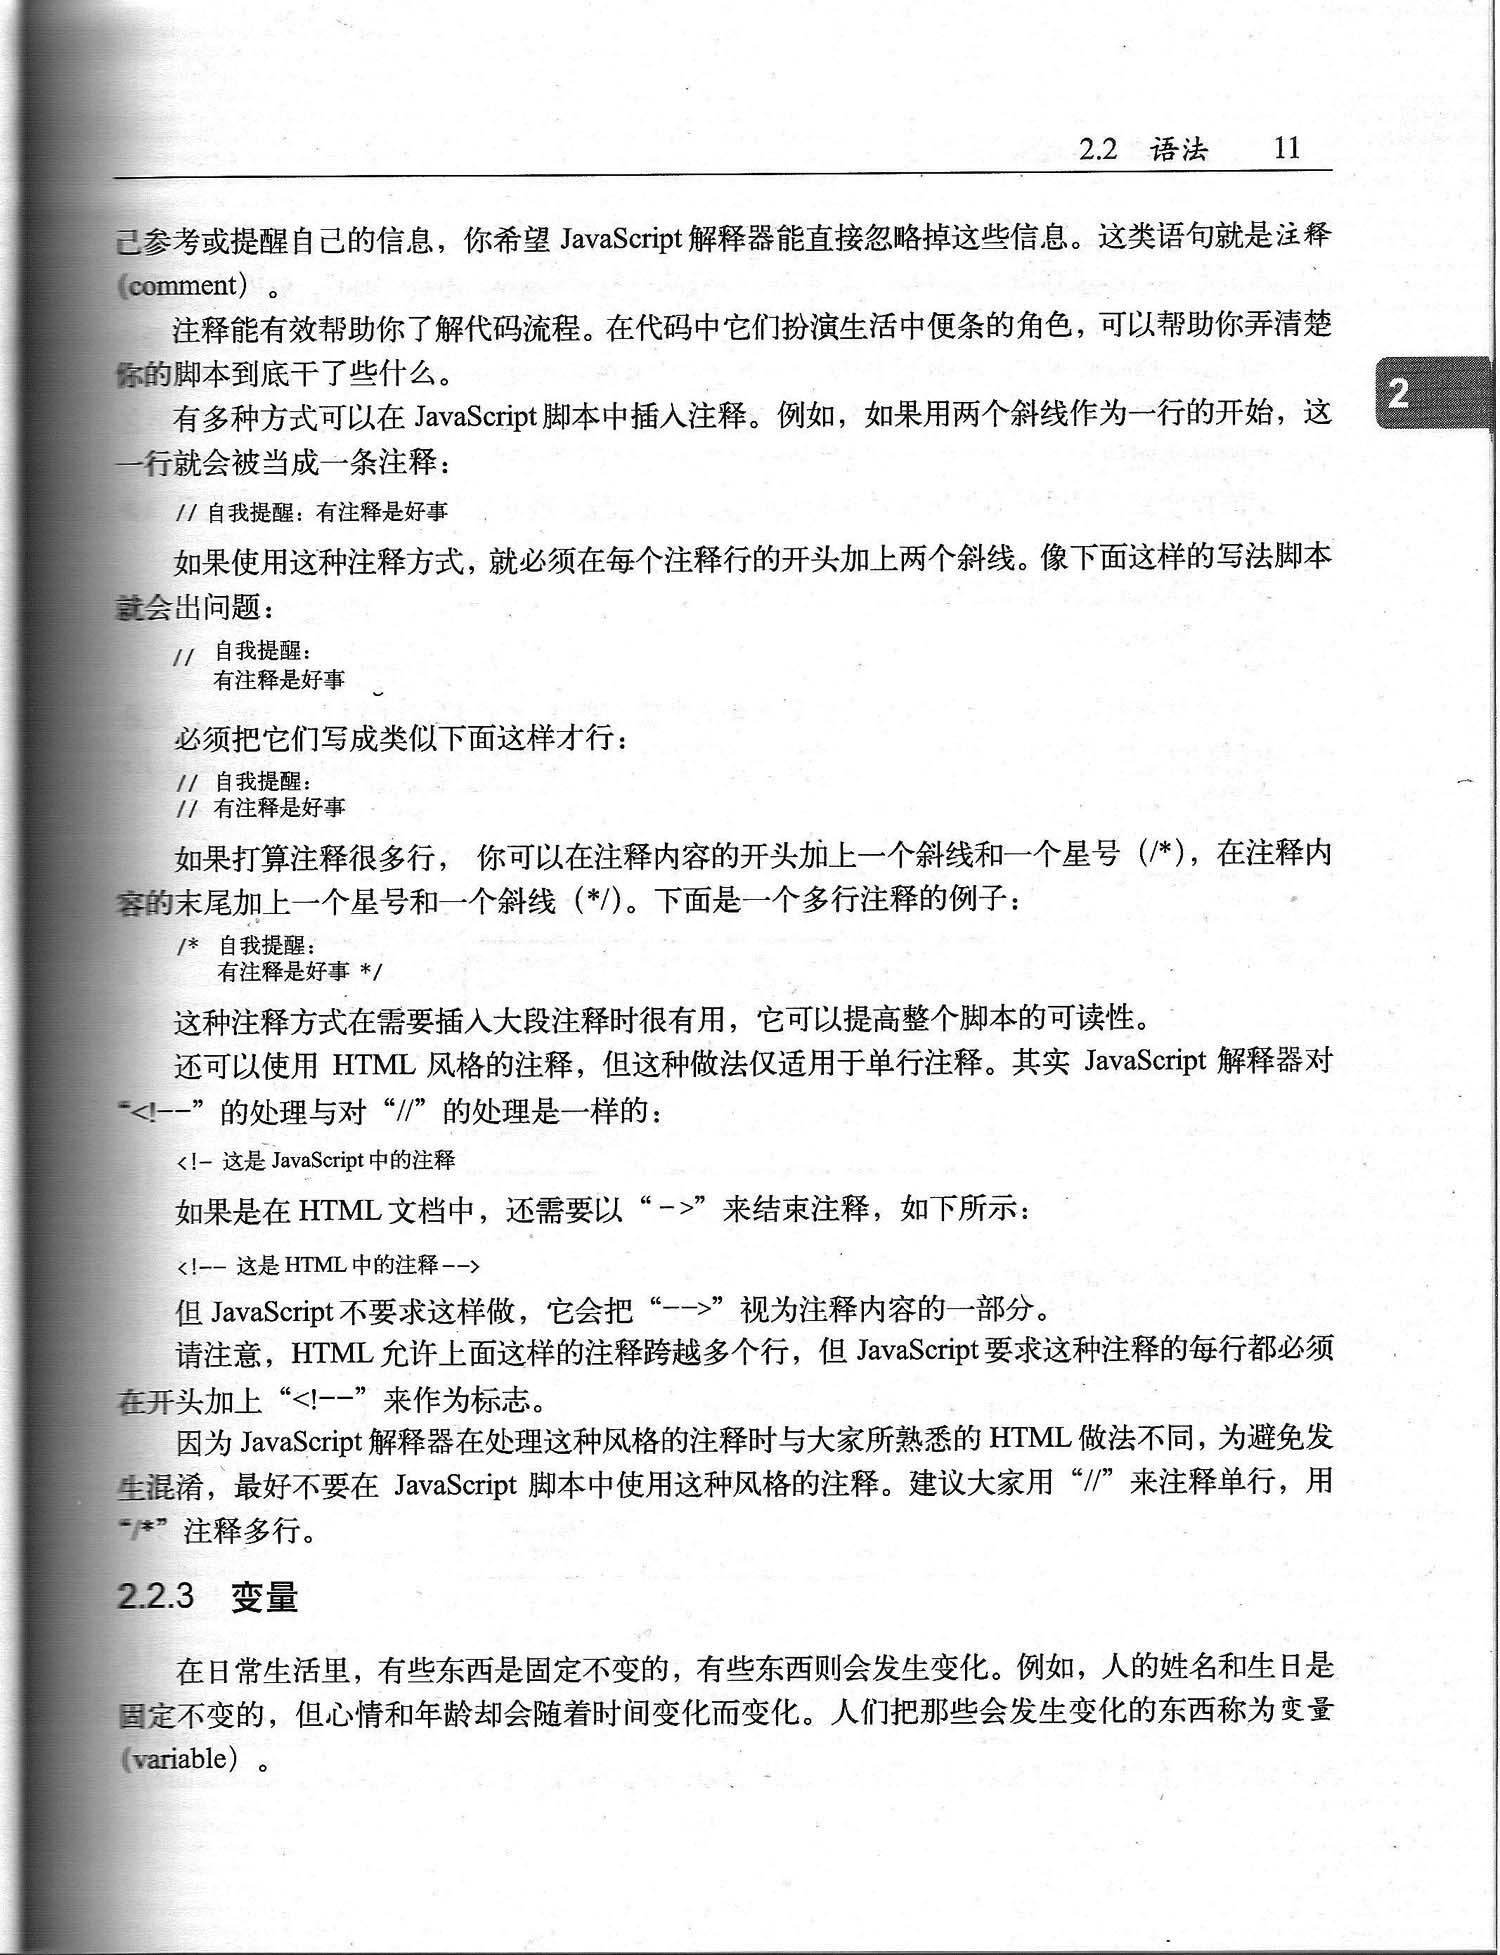 2.2 语法 11
己参考或提醒自己的信息，你希望 JavaScript 解释器能直接忽略掉这些信息。这类语句就是注释
(comment）。
注释能有效帮助你了解代码流程。在代码中它们扮演生活中便条的角色，可以帮助你弄清楚
你的脚本到底干了些什么。
2
有多种方式可以在 JavaScript 脚本中插入注释。例如，如果用两个斜线作为一行的开始，这
一行就会被当成一条注释：
// 自我提醒：有注释是好事
如果使用这种注释方式，就必须在每个注释行的开头加上两个斜线。像下面这样的写法脚本
就会出问题：
// 自我提醒：
有注释是好事
必须把它们写成类似下面这样才行：
// 自我提醒：
// 有注释是好事
如果打算注释很多行， 你可以在注释内容的开头加上一个斜线和一个星号（/*），在注释内
容的末尾加上一个星号和一个斜线（*/）。下面是一个多行注释的例子：
/* 自我提醒：
有注释是好事 */
这种注释方式在需要插入大段注释时很有用，它可以提高整个脚本的可读性。
还可以使用 HTML 风格的注释，但这种做法仅适用于单行注释。其实 JavaScript 解释器对
“<!--”的处理与对“//”的处理是一样的：
<!- 这是 JavaScript 中的注释
如果是在 HTML 文档中，还需要以“->”来结束注释，如下所示：
<!-- 这是 HTML 中的注释-->
但 JavaScript 不要求这样做，它会把“-->”视为注释内容的一部分。
请注意，HTML 允许上面这样的注释跨越多个行，但 JavaScript 要求这种注释的每行都必须
在开头加上“<!--”来作为标志。
因为 JavaScript 解释器在处理这种风格的注释时与大家所熟悉的 HTML 做法不同，为避免发
生混淆，最好不要在 JavaScript 脚本中使用这种风格的注释。建议大家用“//”来注释单行，用
“/*”注释多行。
2.2.3 变量
在日常生活里，有些东西是固定不变的，有些东西则会发生变化。例如，人的姓名和生日是
固定不变的，但心情和年龄却会随着时间变化而变化。人们把那些会发生变化的东西称为变量
(variable）。